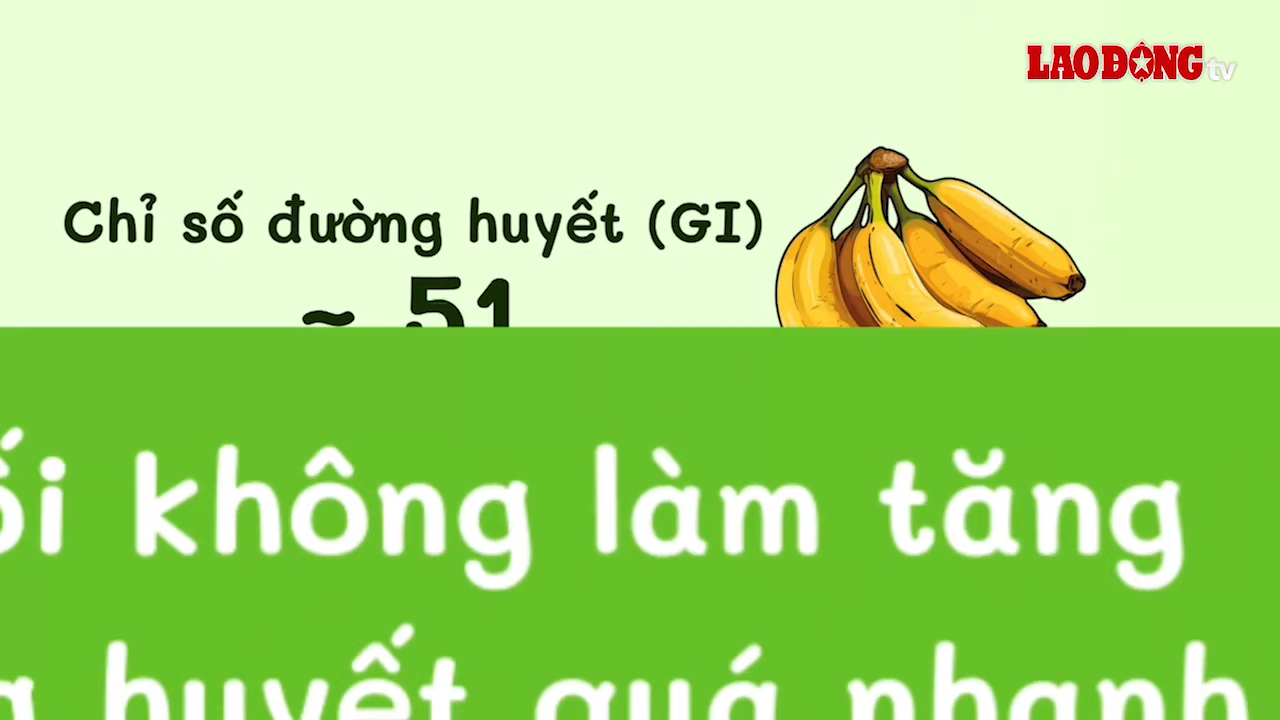 LAO ĐỘNG tv
Chỉ số đường huyết (GI)
~ 51
không làm tăng
huyết quá nhanh